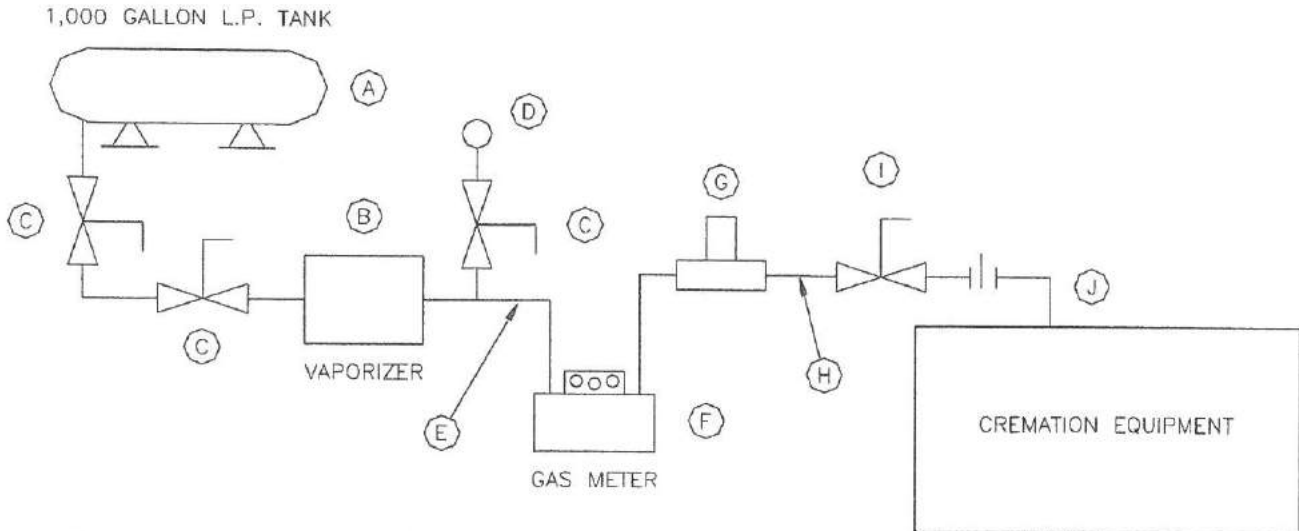 1,000 GALLON L.P. TANK
A
D
G
I
C
B
C
J
C
VAPORIZER
H
E
F
CREMATION EQUIPMENT
GAS METER